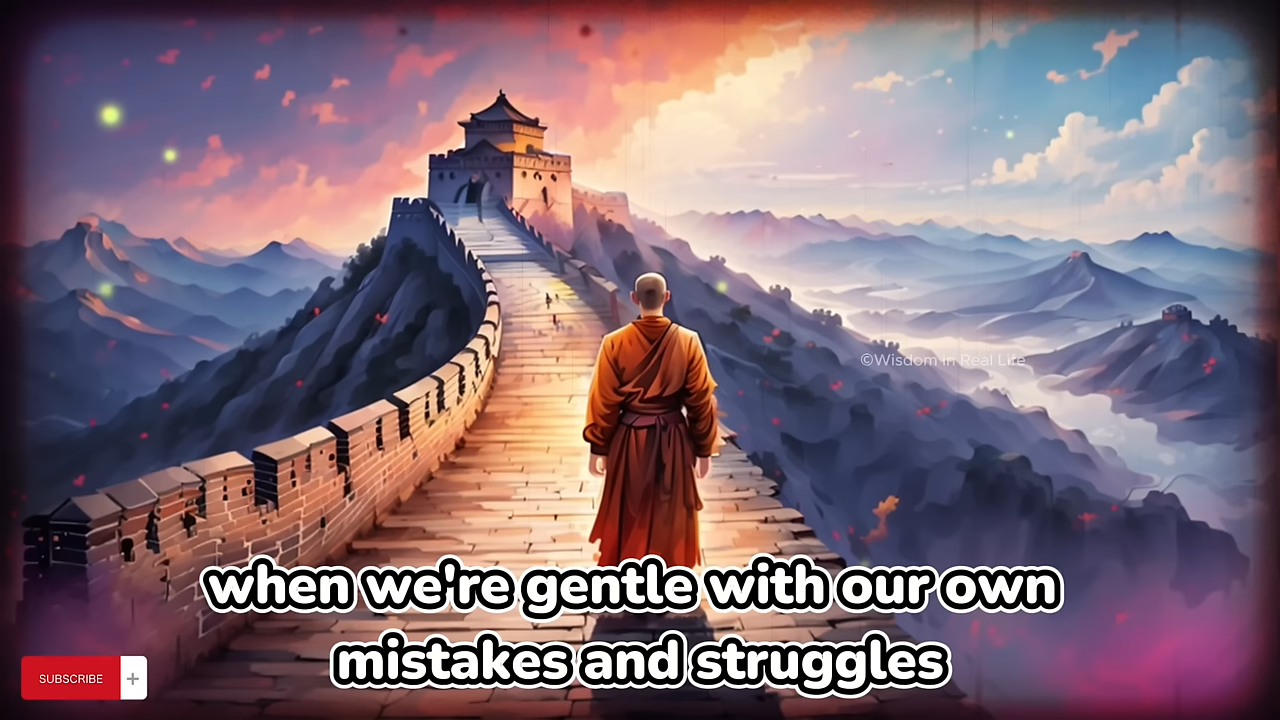 ©Wisdom in Real Life
when we're gentle with our own
mistakes and struggles
SUBSCRIBE +